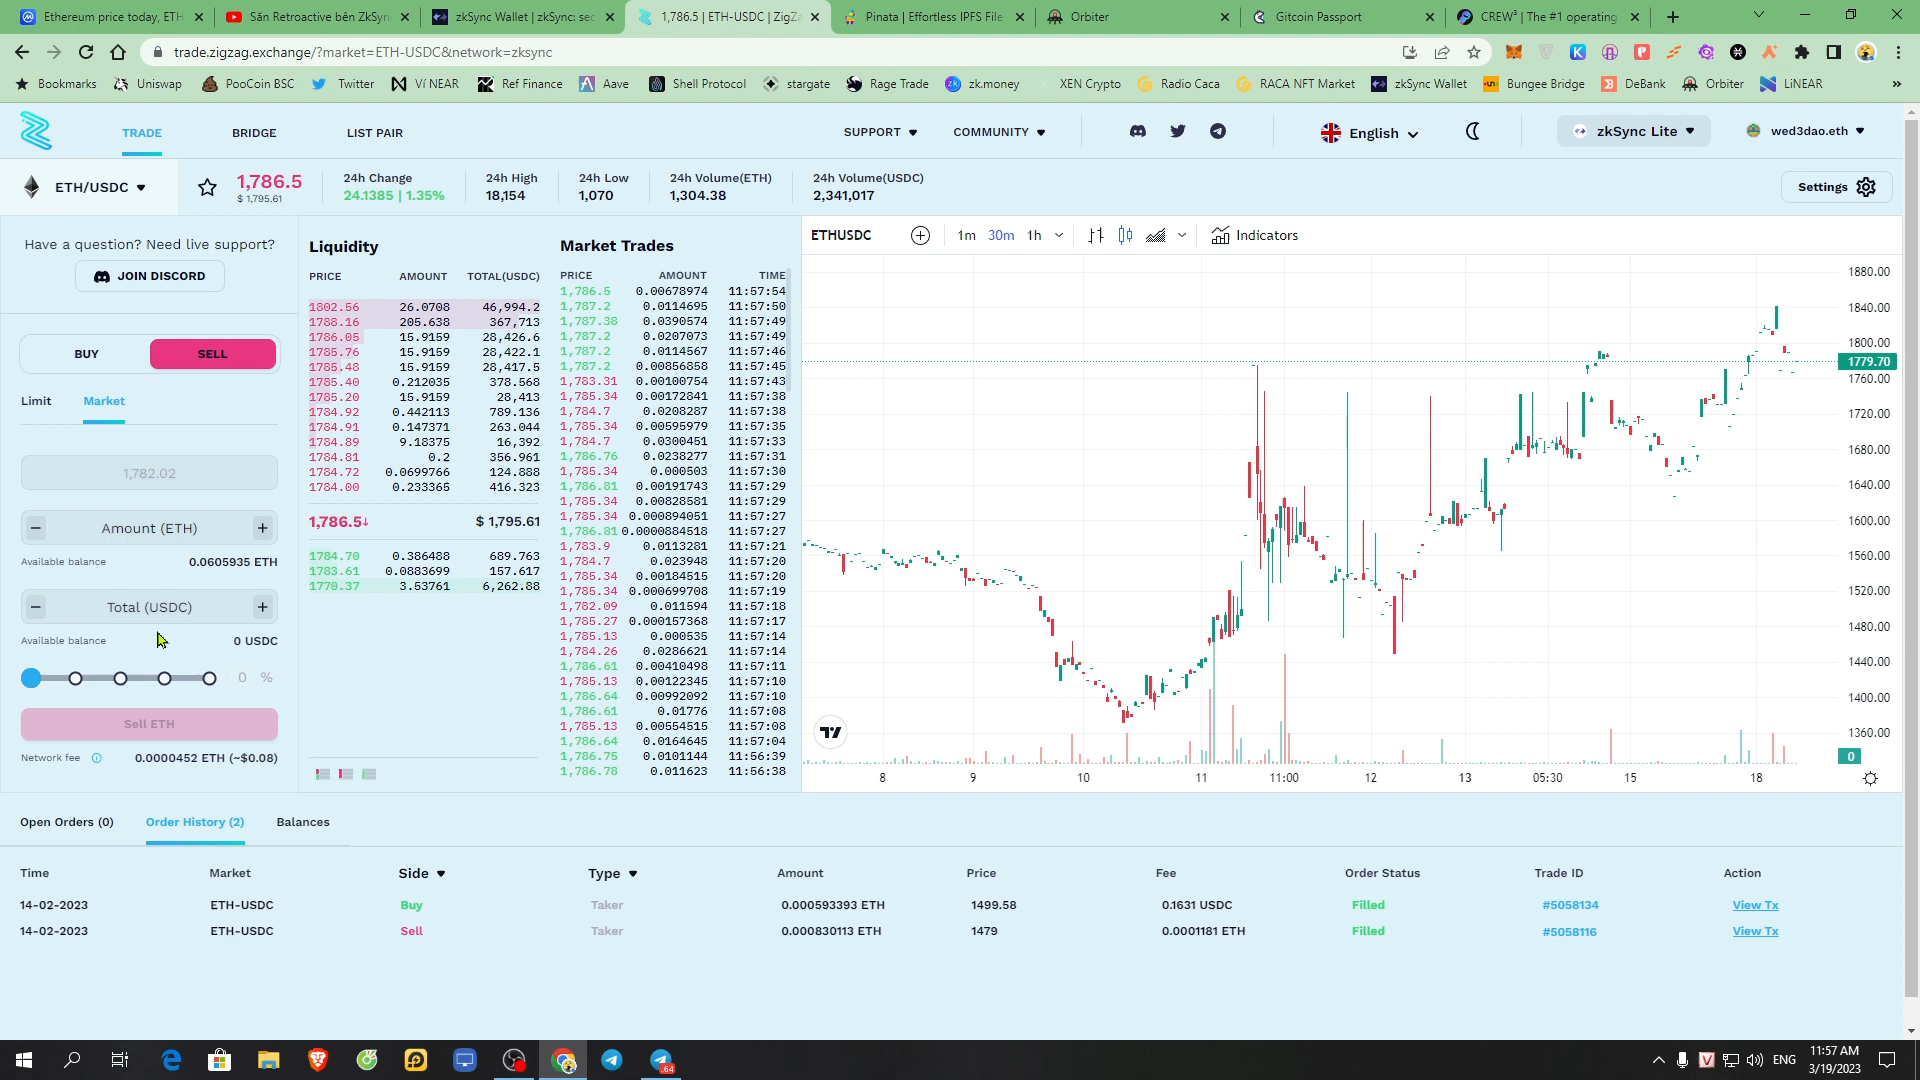 Ethereum price today, ETH
Săn Retroactive bên ZkSyn
zkSync Wallet | zkSync: sec
1,786.5 | ETH-USDC | ZigZa
Pinata | Effortless IPFS File
Orbiter
Gitcoin Passport
CREW³ | The #1 operating
trade.zigzag.exchange/?market=ETH-USDC&network=zksync
Bookmarks
Uniswap
PooCoin BSC
Twitter
Ví NEAR
Ref Finance
Aave
Shell Protocol
stargate
Rage Trade
zk.money
XEN Crypto
Radio Caca
RACA NFT Market
zkSync Wallet
Bungee Bridge
DeBank
Orbiter
LiNEAR
TRADE
BRIDGE
LIST PAIR
SUPPORT
COMMUNITY
English
zkSync Lite
wed3dao.eth
ETH/USDC
1,786.5
$ 1,795.61
24h Change
24.1385 | 1.35%
24h High
18,154
24h Low
1,070
24h Volume(ETH)
1,304.38
24h Volume(USDC)
2,341,017
Settings
Have a question? Need live support?
JOIN DISCORD
BUY
SELL
Limit
Market
1,782.02
Amount (ETH)
Available balance 0.0605935 ETH
Total (USDC)
Available balance 0 USDC
0 %
Sell ETH
Network fee 0.0000452 ETH (~$0.08)
Liquidity
PRICE AMOUNT TOTAL(USDC)
1802.56 26.0708 46,994.2
1788.16 205.638 367,713
1786.05 15.9159 28,426.6
1785.76 15.9159 28,422.1
1785.48 15.9159 28,417.5
1785.40 0.212035 378.568
1785.20 15.9159 28,413
1784.92 0.442113 789.136
1784.91 0.147371 263.044
1784.89 9.18375 16,392
1784.81 0.2 356.961
1784.72 0.0699766 124.888
1784.00 0.233365 416.323
1,786.5↓ $ 1,795.61
1784.70 0.386488 689.763
1783.61 0.0883699 157.617
1770.37 3.53761 6,262.88
Market Trades
PRICE AMOUNT TIME
1,786.5 0.00678974 11:57:54
1,787.2 0.0114695 11:57:50
1,787.38 0.0390574 11:57:49
1,787.2 0.0207073 11:57:49
1,787.2 0.0114567 11:57:46
1,787.2 0.00856858 11:57:45
1,783.31 0.00100754 11:57:43
1,785.34 0.00172841 11:57:38
1,784.7 0.0208287 11:57:38
1,785.34 0.00595979 11:57:35
1,784.7 0.0300451 11:57:33
1,786.76 0.0238277 11:57:31
1,785.34 0.000503 11:57:30
1,786.81 0.00191743 11:57:29
1,785.34 0.00828581 11:57:29
1,785.34 0.000894051 11:57:27
1,786.81 0.0000884518 11:57:27
1,783.9 0.0113281 11:57:21
1,784.7 0.023948 11:57:20
1,785.34 0.00184515 11:57:20
1,785.34 0.000699708 11:57:19
1,782.09 0.011594 11:57:18
1,785.27 0.000157368 11:57:17
1,785.13 0.000535 11:57:14
1,784.26 0.0286621 11:57:14
1,786.61 0.00410498 11:57:11
1,785.13 0.00122345 11:57:10
1,786.64 0.00992092 11:57:10
1,786.61 0.01776 11:57:08
1,785.13 0.00554515 11:57:08
1,786.64 0.0164645 11:57:04
1,786.75 0.0101144 11:56:39
1,786.78 0.011623 11:56:38
ETHUSDC
1m 30m 1h
Indicators
1880.00
1840.00
1800.00
1779.70
1760.00
1720.00
1680.00
1640.00
1600.00
1560.00
1520.00
1480.00
1440.00
1400.00
1360.00
0
8 9 10 11 11:00 12 13 05:30 15 18
Open Orders (0)
Order History (2)
Balances
Time Market Side Type Amount Price Fee Order Status Trade ID Action
14-02-2023 ETH-USDC Buy Taker 0.000593393 ETH 1499.58 0.1631 USDC Filled #5058134 View Tx
14-02-2023 ETH-USDC Sell Taker 0.000830113 ETH 1479 0.0001181 ETH Filled #5058116 View Tx
64
ENG
11:57 AM
3/19/2023